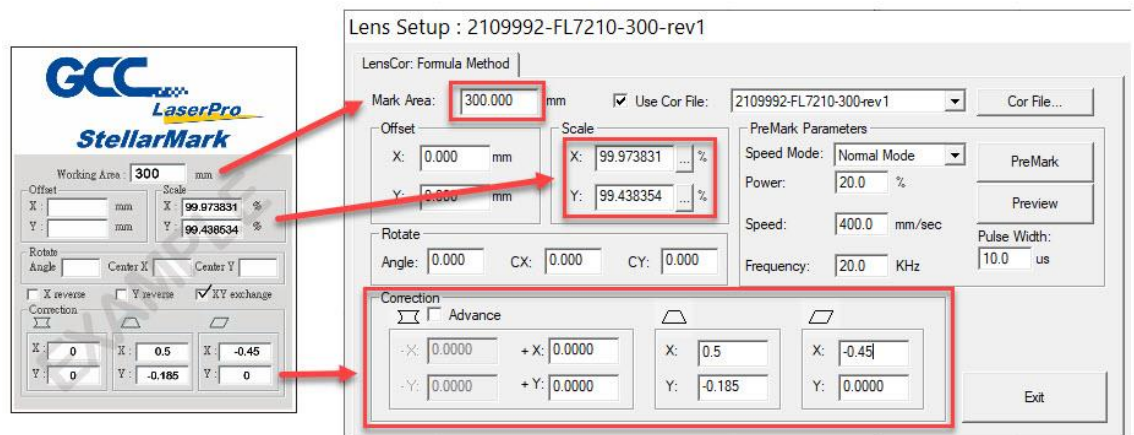 GCC
LaserPro
StellarMark
Working Area : 300 mm
Offset
X : mm
Y : mm
Scale
X : 99.973831 %
Y : 99.438534 %
Rotate
Angle Center X Center Y
X reverse Y reverse XY exchange
Correction
X : 0 X : 0.5 X : -0.45
Y : 0 Y : -0.185 Y : 0
EXAMPLE
Lens Setup : 2109992-FL7210-300-rev1
LensCor: Formula Method
Mark Area: 300.000 mm Use Cor File: 2109992-FL7210-300-rev1 Cor File...
Offset
X: 0.000 mm
Y: 0.000 mm
Scale
X: 99.973831 ... %
Y: 99.438354 ... %
Rotate
Angle: 0.000 CX: 0.000 CY: 0.000
PreMark Parameters
Speed Mode: Normal Mode
Power: 20.0 %
Speed: 400.0 mm/sec
Frequency: 20.0 KHz
PreMark
Preview
Pulse Width:
10.0 us
Correction
Advance
-X: 0.0000 +X: 0.0000 X: 0.5 X: -0.45
-Y: 0.0000 +Y: 0.0000 Y: -0.185 Y: 0.0000
Exit